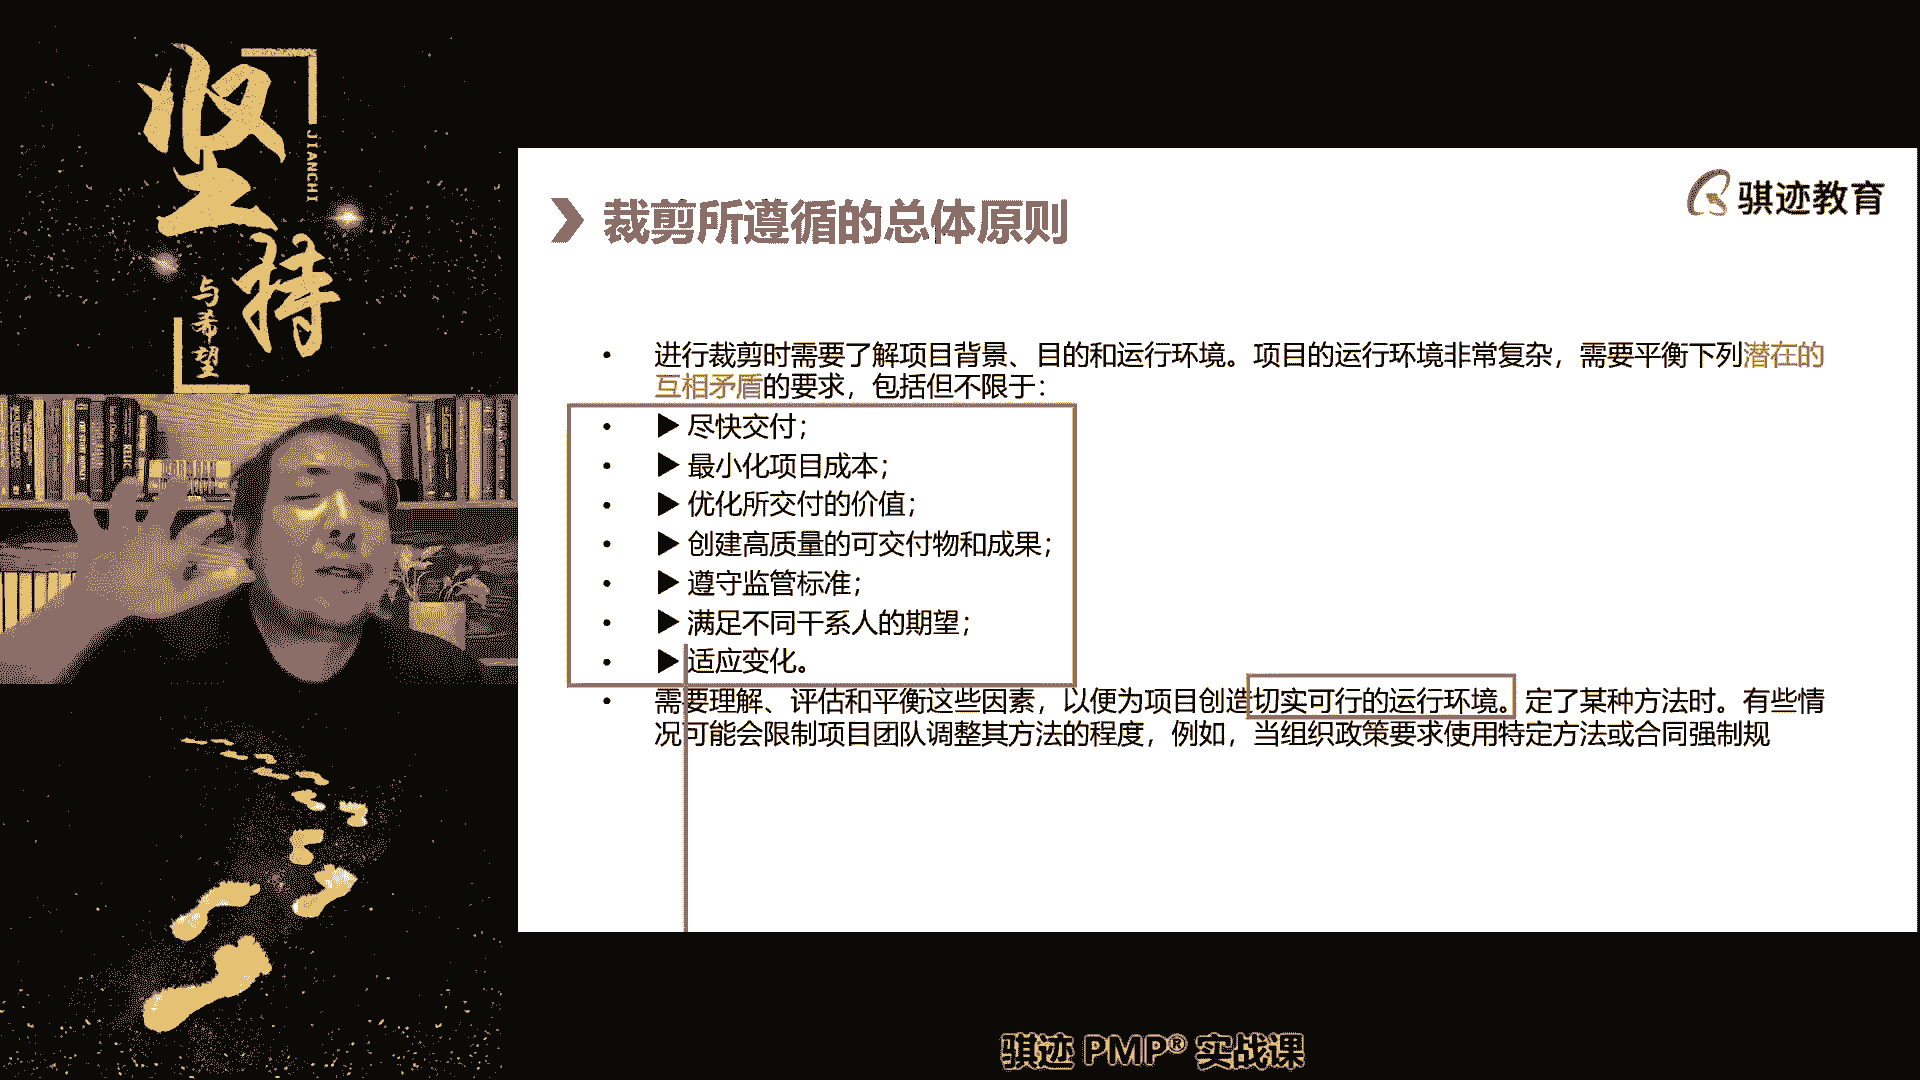 坚持
JIANCHI
与希望
骐迹教育
裁剪所遵循的总体原则
• 进行裁剪时需要了解项目背景、目的和运行环境。项目的运行环境非常复杂，需要平衡下列潜在的
互相矛盾的要求，包括但不限于：
• ▶ 尽快交付；
• ▶ 最小化项目成本；
• ▶ 优化所交付的价值；
• ▶ 创建高质量的可交付物和成果；
• ▶ 遵守监管标准；
• ▶ 满足不同干系人的期望；
• ▶ 适应变化。
• 需要理解、评估和平衡这些因素，以便为项目创造切实可行的运行环境。定了某种方法时。有些情
况可能会限制项目团队调整其方法的程度，例如，当组织政策要求使用特定方法或合同强制规
骐迹 PMP® 实战课